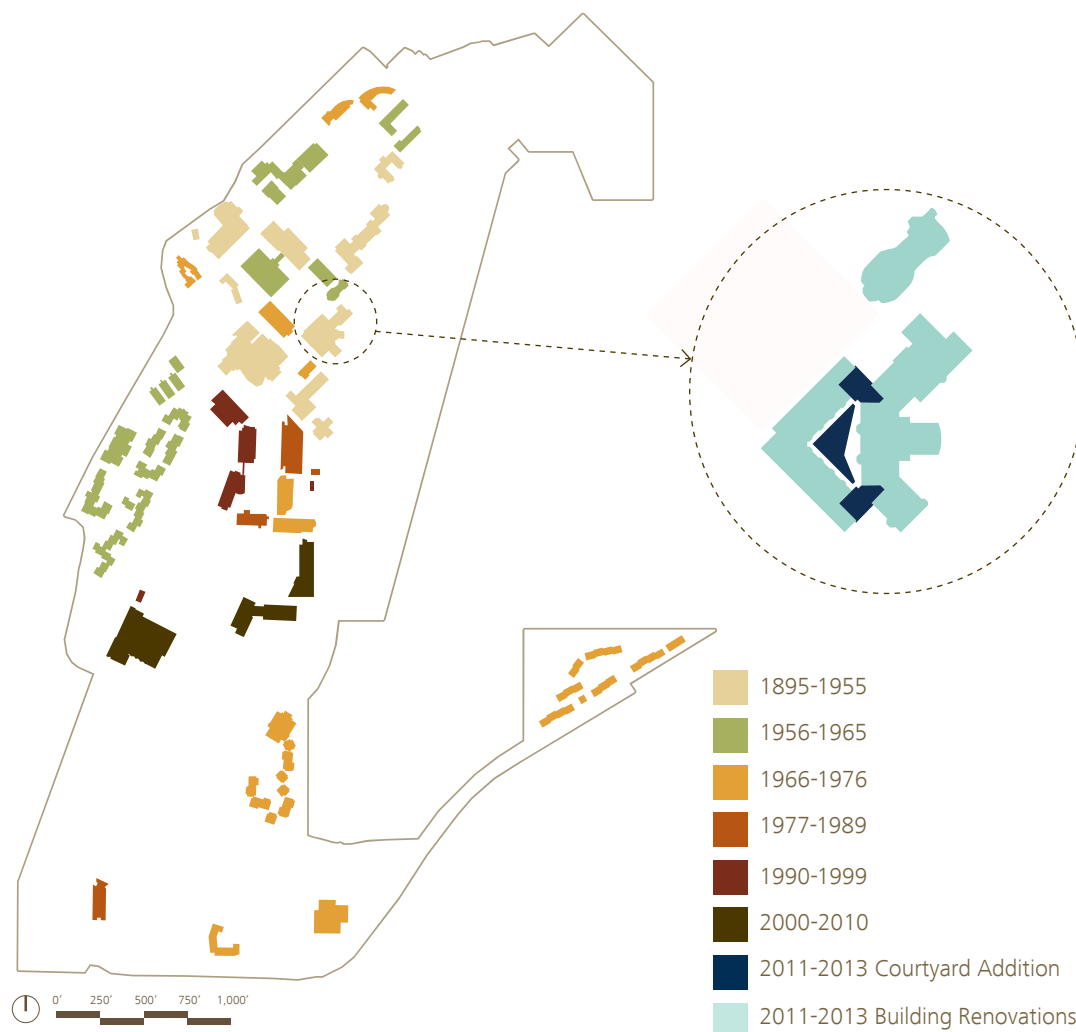 1895-1955
1956-1965
1966-1976
1977-1989
1990-1999
2000-2010
2011-2013 Courtyard Addition
2011-2013 Building Renovations
0’ 250’ 500’ 750’ 1,000’